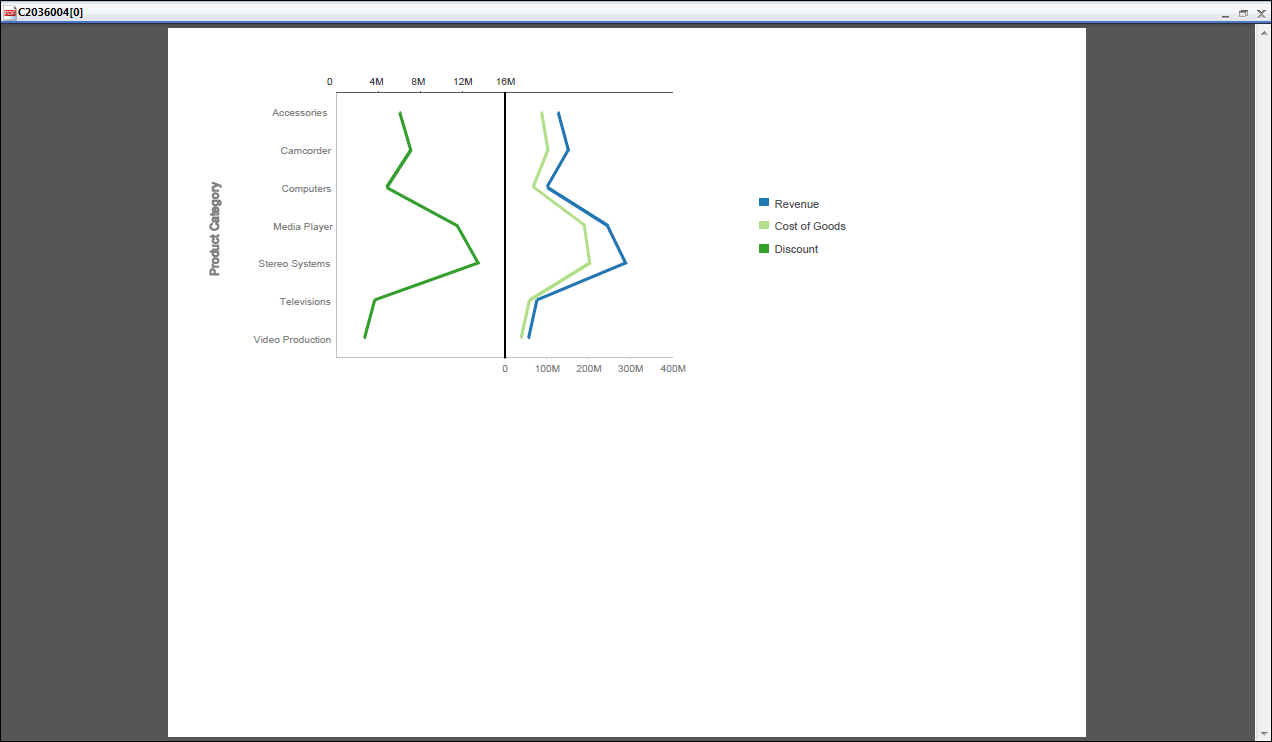 C2036004[0]
0 4M 8M 12M 16M
Accessories
Camcorder
Computers
Media Player
Stereo Systems
Televisions
Video Production
Product Category
0 100M 200M 300M 400M
Revenue
Cost of Goods
Discount